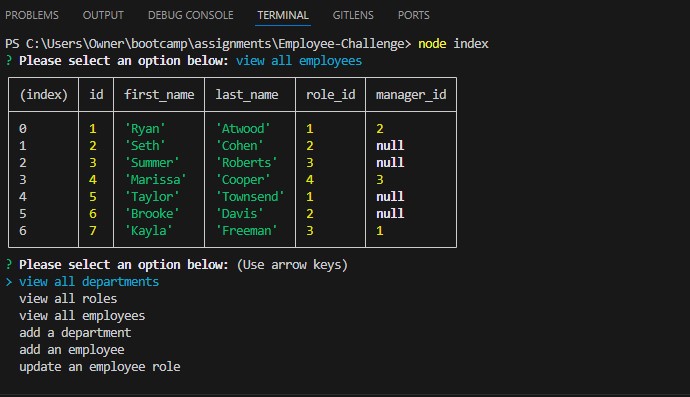 PROBLEMS OUTPUT DEBUG CONSOLE TERMINAL GITLENS PORTS
PS C:\Users\Owner\bootcamp\assignments\Employee-Challenge> node index
? Please select an option below: view all employees
(index) id first_name last_name role_id manager_id
0 1 'Ryan' 'Atwood' 1 2
1 2 'Seth' 'Cohen' 2 null
2 3 'Summer' 'Roberts' 3 null
3 4 'Marissa' 'Cooper' 4 3
4 5 'Taylor' 'Townsend' 1 null
5 6 'Brooke' 'Davis' 2 null
6 7 'Kayla' 'Freeman' 3 1
? Please select an option below: (Use arrow keys)
> view all departments
view all roles
view all employees
add a department
add an employee
update an employee role